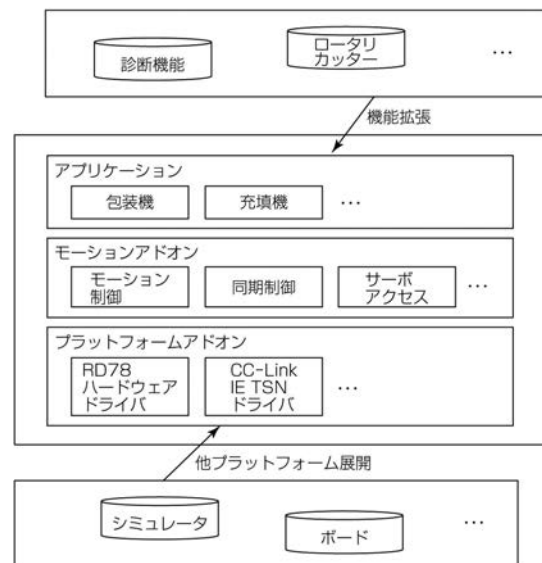 診断機能
ロータリ
カッター
…
機能拡張
アプリケーション
包装機
充填機
…
モーションアドオン
モーション
制御
同期制御
サーボ
アクセス
…
プラットフォームアドオン
RD78
ハードウェア
ドライバ
CC-Link
IE TSN
ドライバ
…
他プラットフォーム展開
シミュレータ
ボード
…